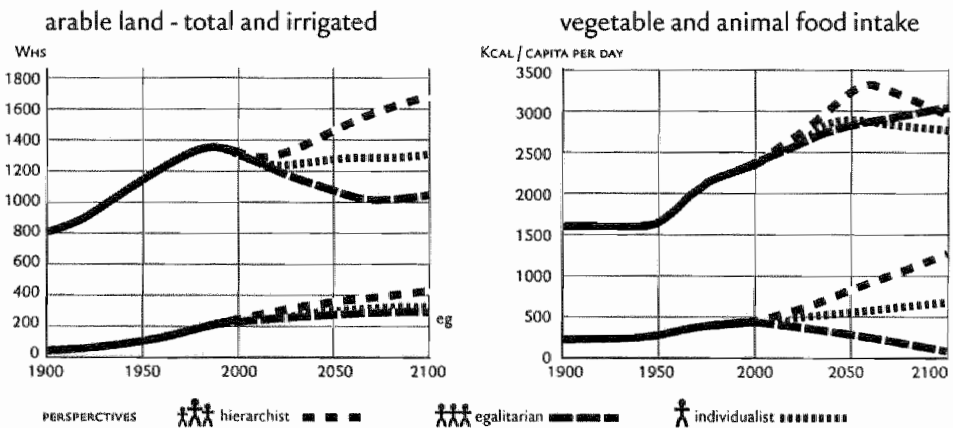 arable land - total and irrigated
WHS
1800
1600
1400
1200
1000
800
600
400
200
0
1900 1950 2000 2050 2100
eg
vegetable and animal food intake
KCAL / CAPITA PER DAY
3500
3000
2500
2000
1500
1000
500
0
1900 1950 2000 2050 2100
PERSPERCTIVES hierarchist egalitarian individualist